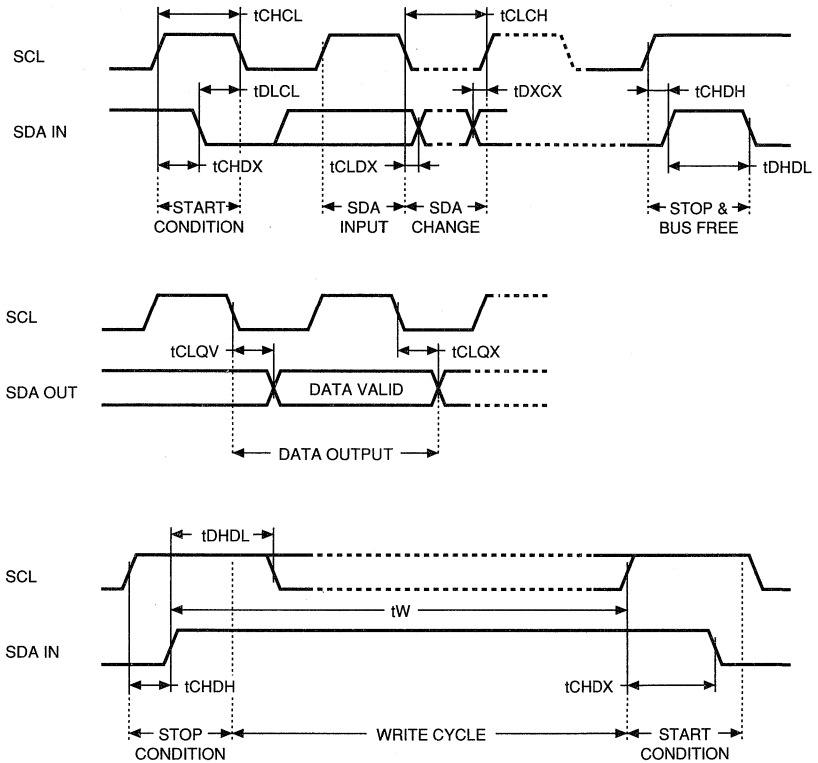 tCHCL
tCLCH
SCL
tDLCL
tDXCX
tCHDH
SDA IN
tCHDX
tCLDX
tDHDL
START
CONDITION
SDA
INPUT
SDA
CHANGE
STOP &
BUS FREE
SCL
tCLQV
tCLQX
SDA OUT
DATA VALID
DATA OUTPUT
tDHDL
SCL
tW
SDA IN
tCHDH
tCHDX
STOP
CONDITION
WRITE CYCLE
START
CONDITION